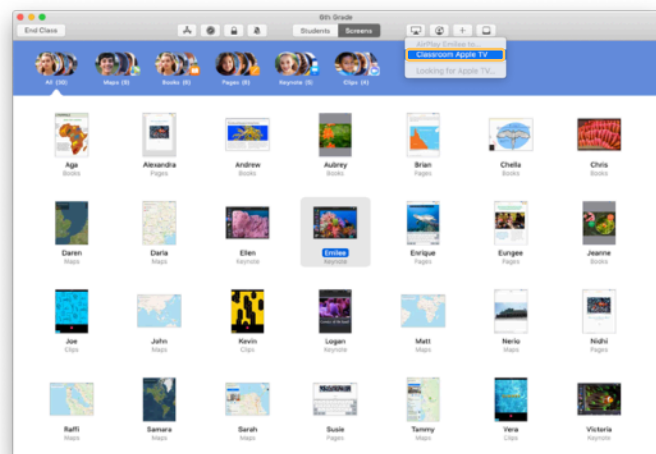 6th Grade
End Class
Students Screens
AirPlay Emilee to...
Classroom Apple TV
Looking for Apple TV...
All (30) Maps (9) Books (6) Pages (6) Keynote (5) Clips (4)
Aga Alexandra Andrew Aubrey Brian Chella Chris
Books Pages Books Books Pages Books Books
Daren Darla Ellen Emilee Enrique Eungee Jeanne
Maps Maps Keynote Keynote Pages Pages Books
Joe John Kevin Logan Matt Nerio Nidhi
Clips Maps Clips Keynote Maps Maps Pages
Raffi Samara Sarah Susie Tammy Vera Victoria
Maps Maps Maps Pages Maps Clips Keynote